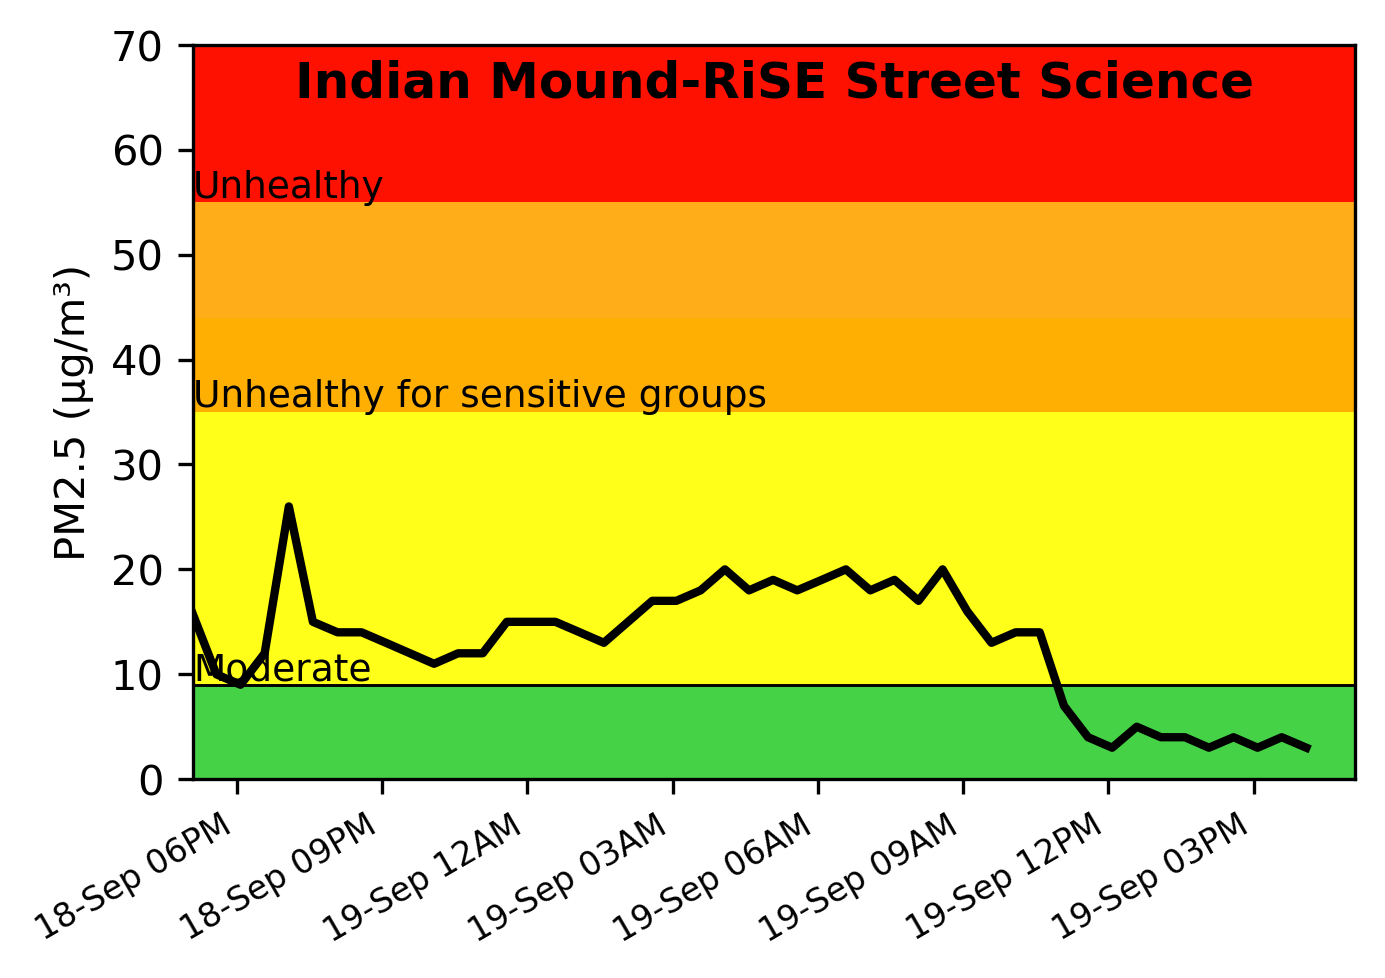 Indian Mound-RiSE Street Science
PM2.5 (μg/m³)
70
60
50
40
30
20
10
0
Unhealthy
Unhealthy for sensitive groups
Moderate
18-Sep 06PM
18-Sep 09PM
19-Sep 12AM
19-Sep 03AM
19-Sep 06AM
19-Sep 09AM
19-Sep 12PM
19-Sep 03PM